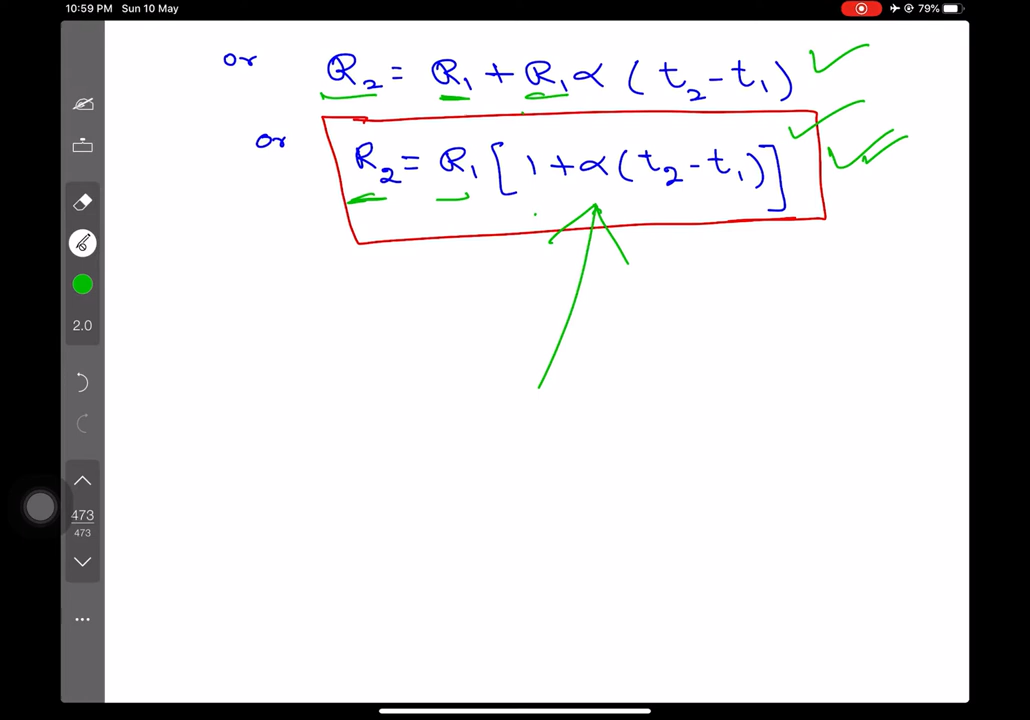 10:59 PM Sun 10 May
79%
or R₂ = R₁ + R₁ ∝ (t₂ - t₁)
or R₂ = R₁ [1 + ∝ (t₂ - t₁)]
2.0
473
473